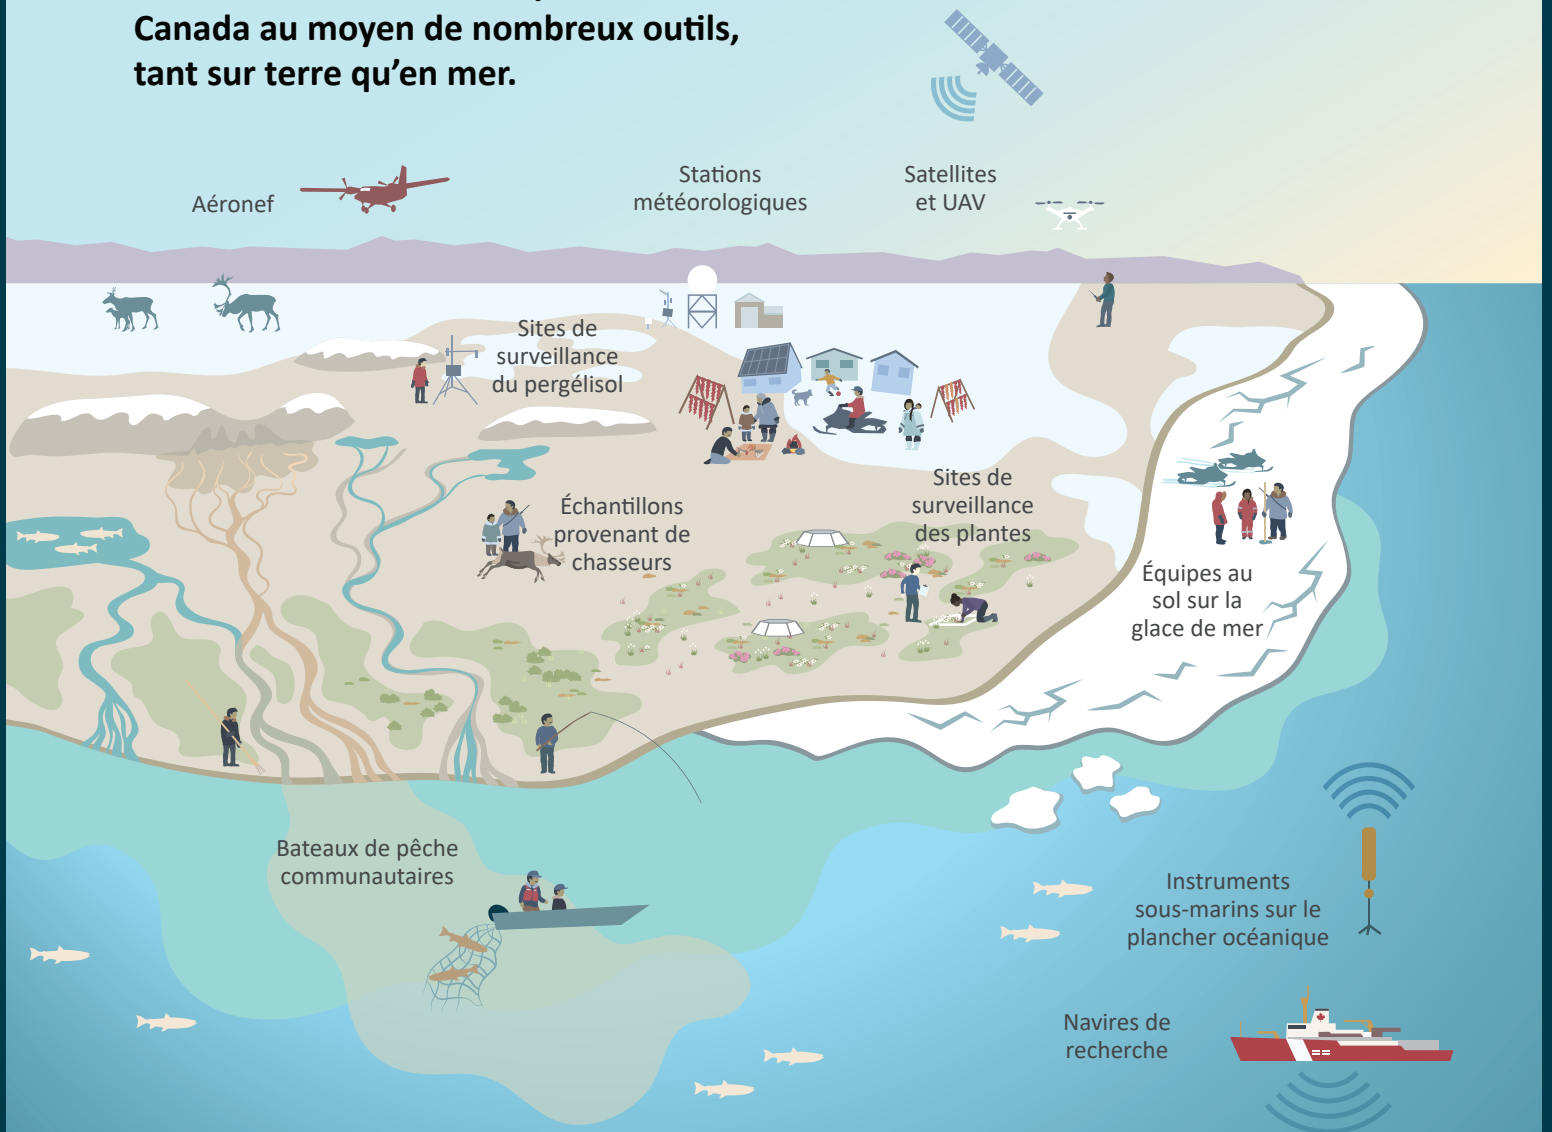 Canada au moyen de nombreux outils,
tant sur terre qu'en mer.
Aéronef
Stations
météorologiques
Satellites
et UAV
Sites de
surveillance
du pergélisol
Échantillons
provenant de
chasseurs
Sites de
surveillance
des plantes
Équipes au
sol sur la
glace de mer
Bateaux de pêche
communautaires
Instruments
sous-marins sur le
plancher océanique
Navires de
recherche